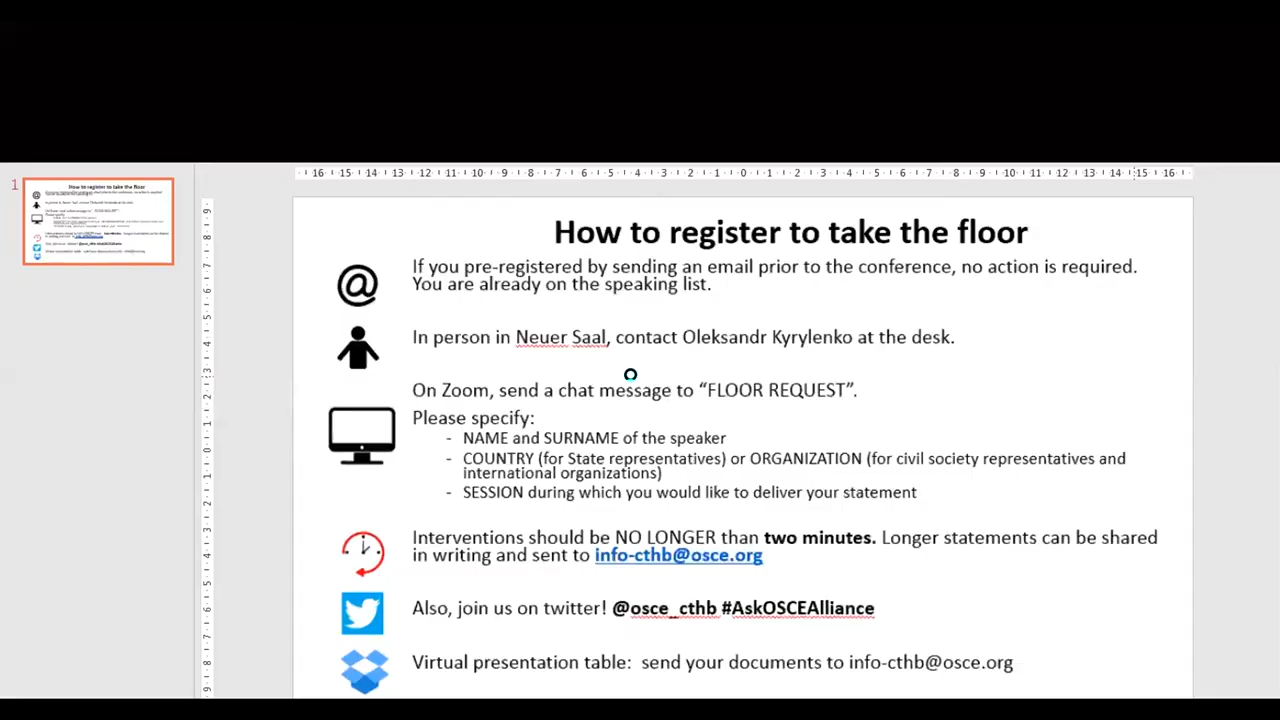 How to register to take the floor
If you pre-registered by sending an email prior to the conference, no action is required.
You are already on the speaking list.
In person in Neuer Saal, contact Oleksandr Kyrylenko at the desk.
On Zoom, send a chat message to “FLOOR REQUEST”.
Please specify:
- NAME and SURNAME of the speaker
- COUNTRY (for State representatives) or ORGANIZATION (for civil society representatives and
international organizations)
- SESSION during which you would like to deliver your statement
Interventions should be NO LONGER than two minutes. Longer statements can be shared
in writing and sent to info-cthb@osce.org
Also, join us on twitter! @osce_cthb #AskOSCEAlliance
Virtual presentation table: send your documents to info-cthb@osce.org